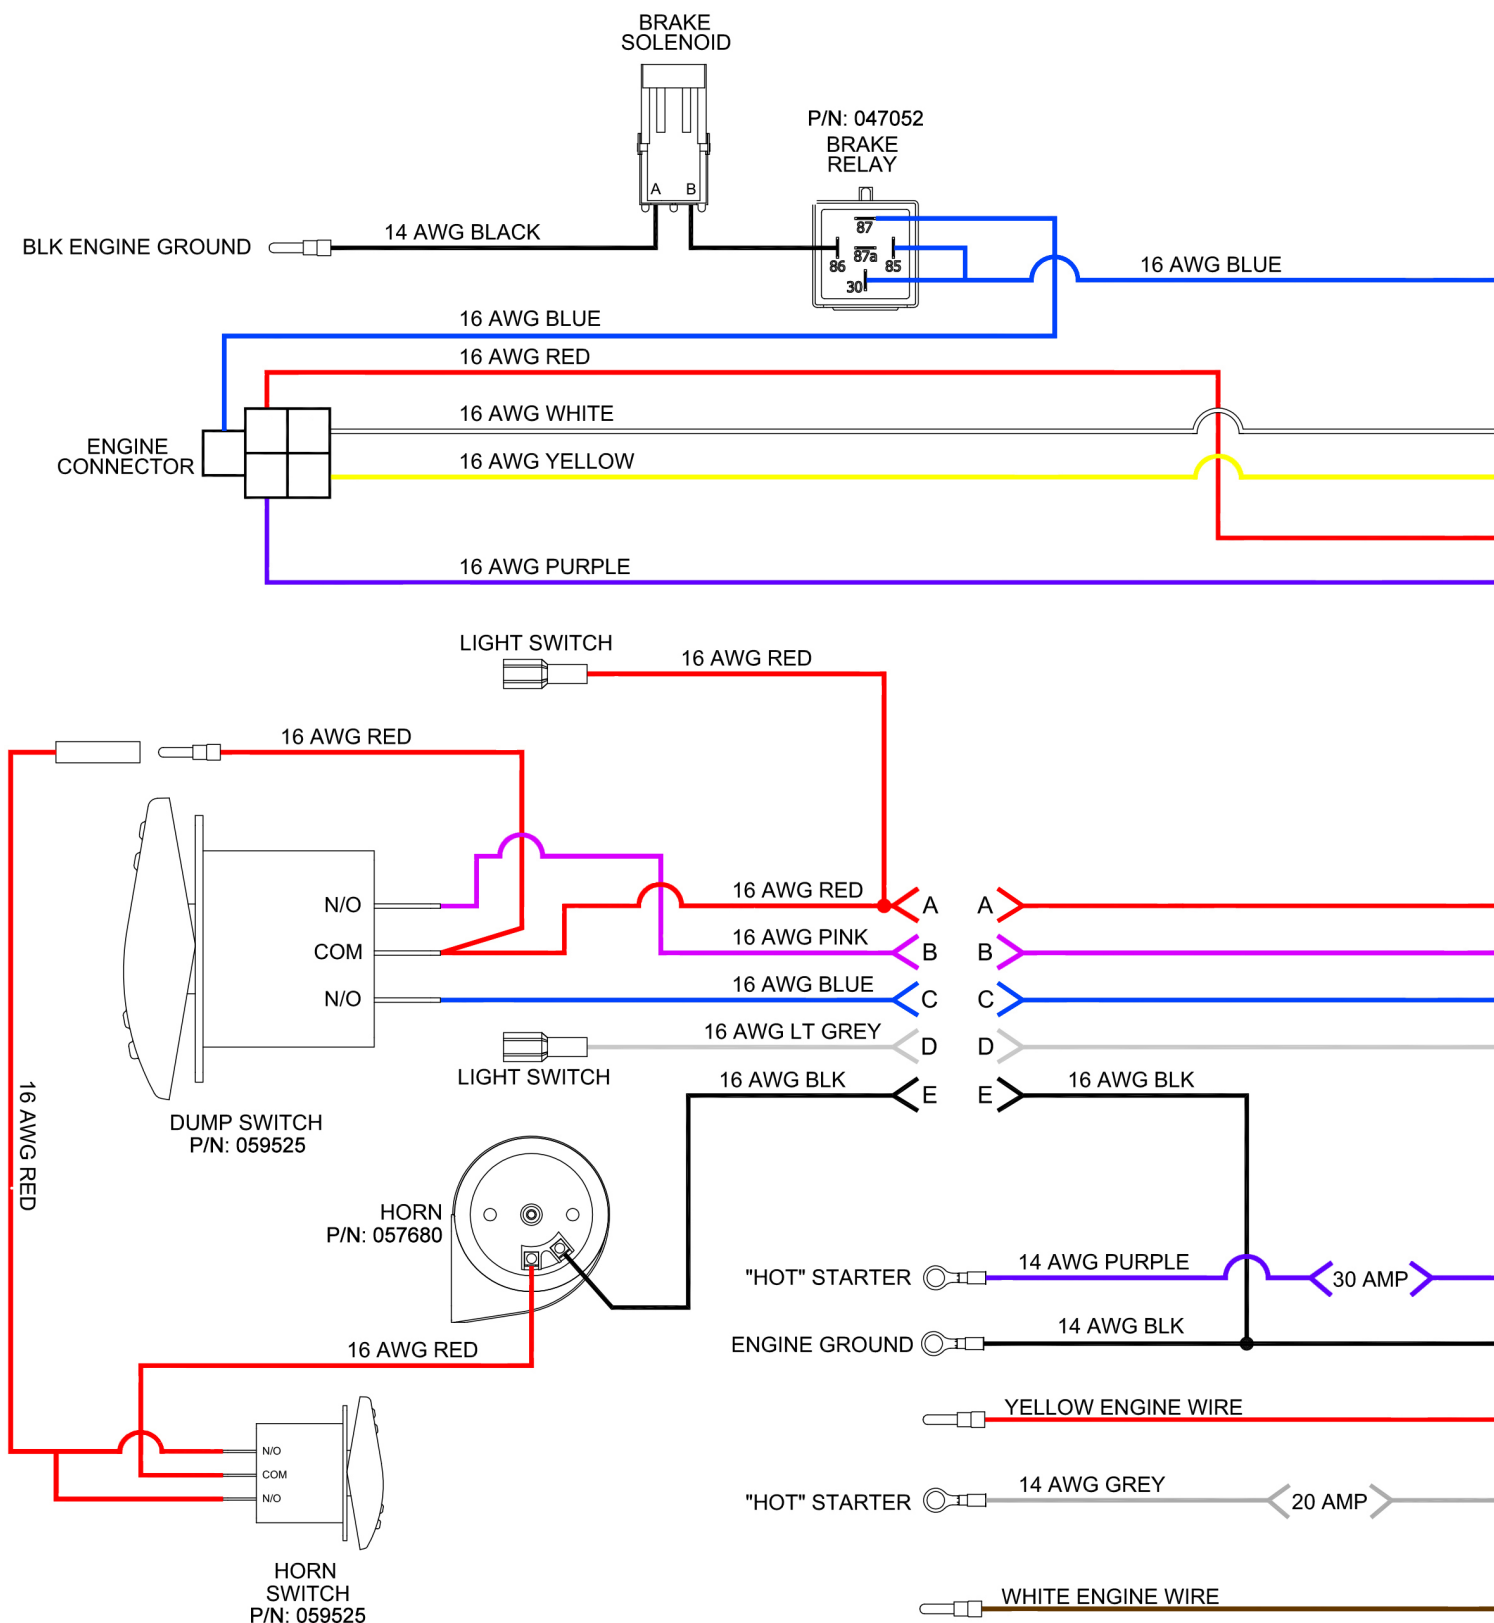 BRAKE
SOLENOID
P/N: 047052
BRAKE
RELAY
A B
87
86 87a 85
30
BLK ENGINE GROUND
14 AWG BLACK
16 AWG BLUE
16 AWG BLUE
16 AWG RED
16 AWG WHITE
ENGINE
CONNECTOR
16 AWG YELLOW
16 AWG PURPLE
LIGHT SWITCH
16 AWG RED
16 AWG RED
N/O
COM
N/O
16 AWG RED
A A
16 AWG PINK
B B
16 AWG BLUE
C C
16 AWG LT GREY
D D
LIGHT SWITCH
16 AWG BLK
E E
16 AWG BLK
16 AWG RED
DUMP SWITCH
P/N: 059525
HORN
P/N: 057680
"HOT" STARTER
14 AWG PURPLE
30 AMP
ENGINE GROUND
14 AWG BLK
16 AWG RED
YELLOW ENGINE WIRE
N/O
COM
N/O
"HOT" STARTER
14 AWG GREY
20 AMP
HORN
SWITCH
P/N: 059525
WHITE ENGINE WIRE